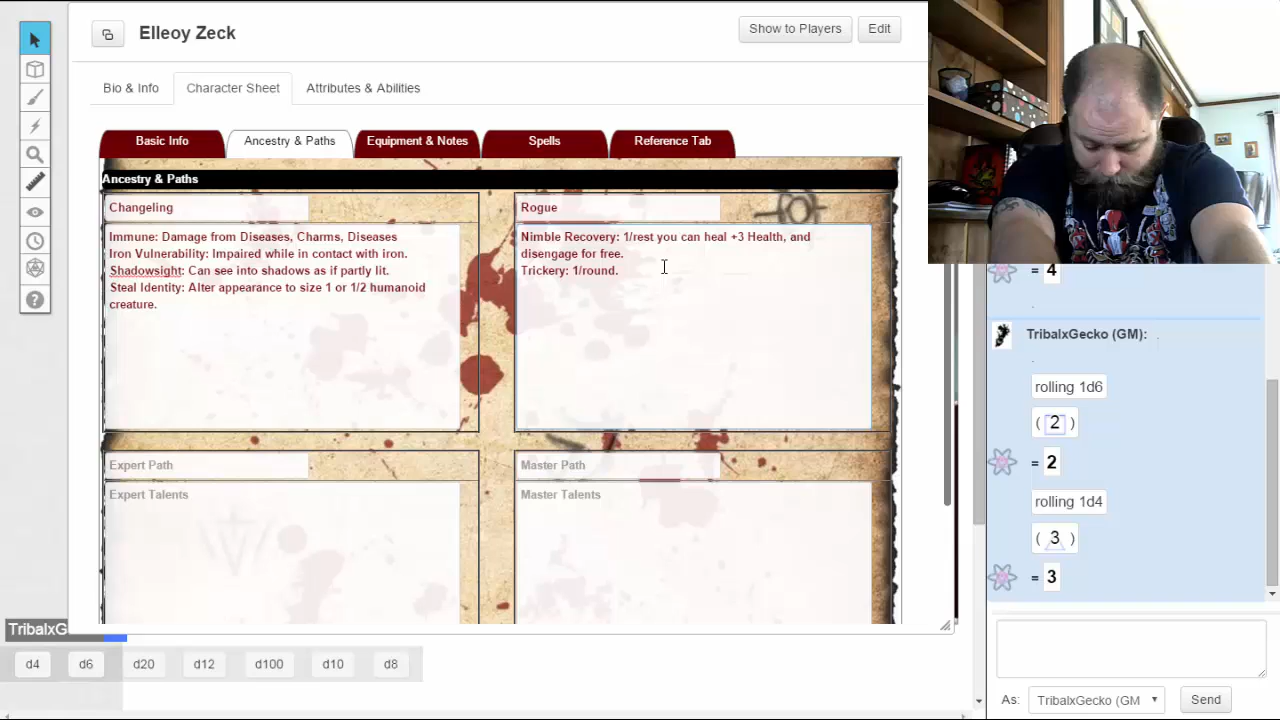 Elleoy Zeck
Show to Players
Edit
Bio & Info
Character Sheet
Attributes & Abilities
Basic Info
Ancestry & Paths
Equipment & Notes
Spells
Reference Tab
Ancestry & Paths
Changeling
Immune: Damage from Diseases, Charms, Diseases
Iron Vulnerability: Impaired while in contact with iron.
Shadowsight: Can see into shadows as if partly lit.
Steal Identity: Alter appearance to size 1 or 1/2 humanoid
creature.
Rogue
Nimble Recovery: 1/rest you can heal +3 Health, and
disengage for free.
Trickery: 1/round.
Expert Path
Expert Talents
Master Path
Master Talents
= 4
.
TribalxGecko (GM): .
.
rolling 1d6
( 2 )
= 2
rolling 1d4
( 3 )
= 3
TribalxG
d4
d6
d20
d12
d100
d10
d8
As:
TribalxGecko (GM
Send